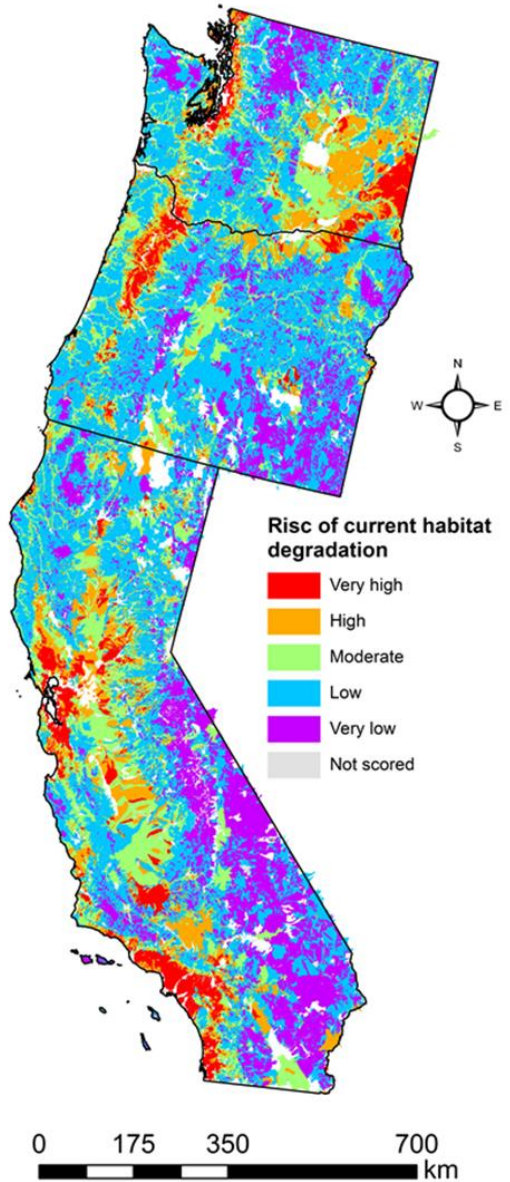 N
W E
S
Risc of current habitat
degradation
Very high
High
Moderate
Low
Very low
Not scored
0 175 350 700
km